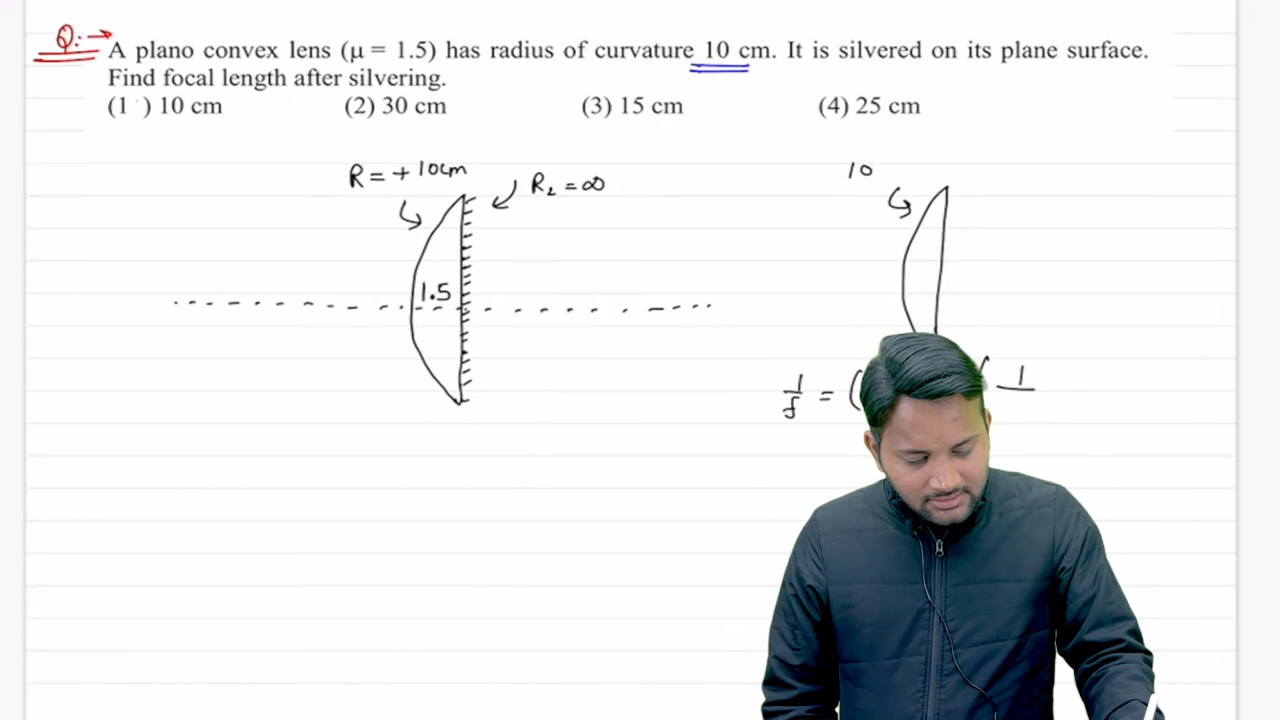 Q:→
A plano convex lens (μ = 1.5) has radius of curvature 10 cm. It is silvered on its plane surface.
Find focal length after silvering.
(1 ) 10 cm (2) 30 cm (3) 15 cm (4) 25 cm
R = +10cm
R₂ = ∞
10
1.5
1/f = ( ( 1